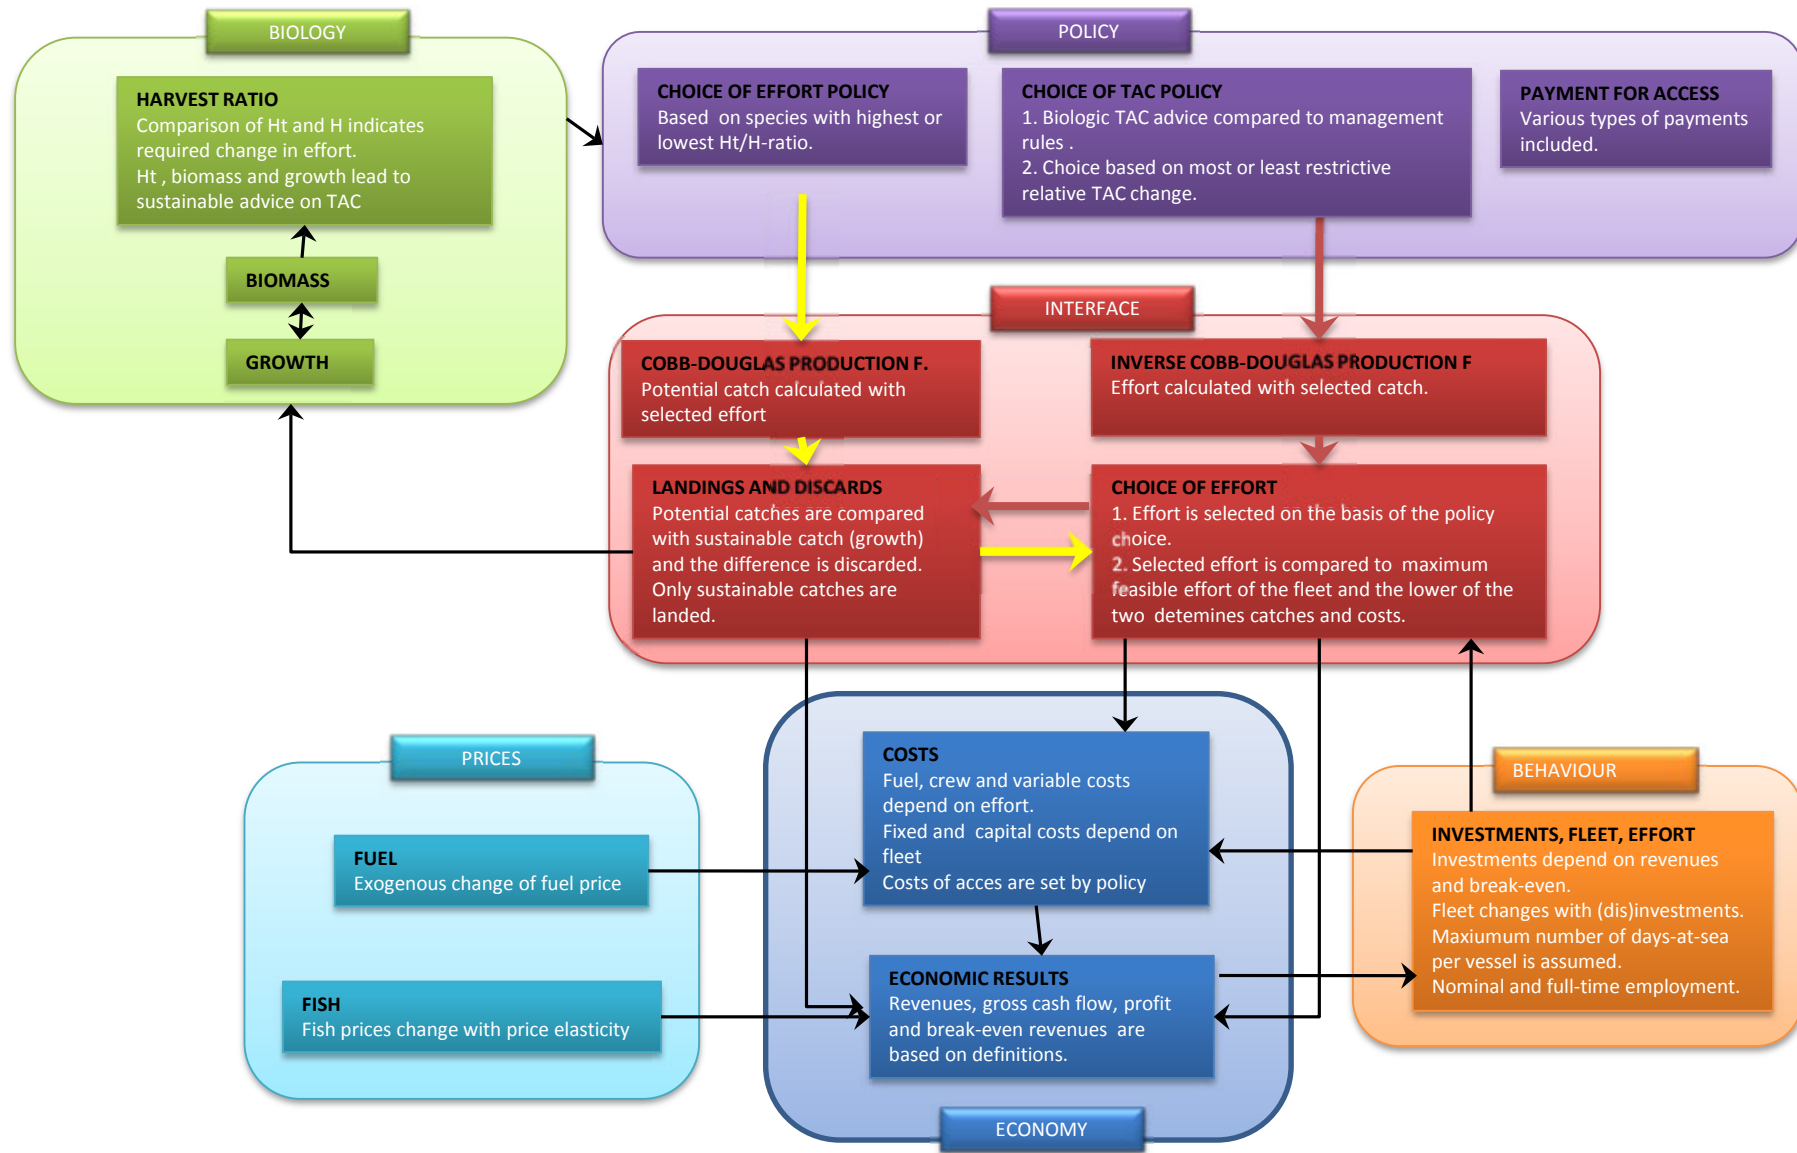 BIOLOGY
HARVEST RATIO
Comparison of Ht and H indicates
required change in effort.
Ht , biomass and growth lead to
sustainable advice on TAC
BIOMASS
GROWTH
POLICY
CHOICE OF EFFORT POLICY
Based on species with highest or
lowest Ht/H-ratio.
CHOICE OF TAC POLICY
1. Biologic TAC advice compared to management
rules .
2. Choice based on most or least restrictive
relative TAC change.
PAYMENT FOR ACCESS
Various types of payments
included.
INTERFACE
COBB-DOUGLAS PRODUCTION F.
Potential catch calculated with
selected effort
INVERSE COBB-DOUGLAS PRODUCTION F
Effort calculated with selected catch.
LANDINGS AND DISCARDS
Potential catches are compared
with sustainable catch (growth)
and the difference is discarded.
Only sustainable catches are
landed.
CHOICE OF EFFORT
1. Effort is selected on the basis of the policy
choice.
2. Selected effort is compared to maximum
feasible effort of the fleet and the lower of the
two detemines catches and costs.
PRICES
FUEL
Exogenous change of fuel price
FISH
Fish prices change with price elasticity
COSTS
Fuel, crew and variable costs
depend on effort.
Fixed and capital costs depend on
fleet
Costs of acces are set by policy
ECONOMIC RESULTS
Revenues, gross cash flow, profit
and break-even revenues are
based on definitions.
ECONOMY
BEHAVIOUR
INVESTMENTS, FLEET, EFFORT
Investments depend on revenues
and break-even.
Fleet changes with (dis)investments.
Maxiumum number of days-at-sea
per vessel is assumed.
Nominal and full-time employment.